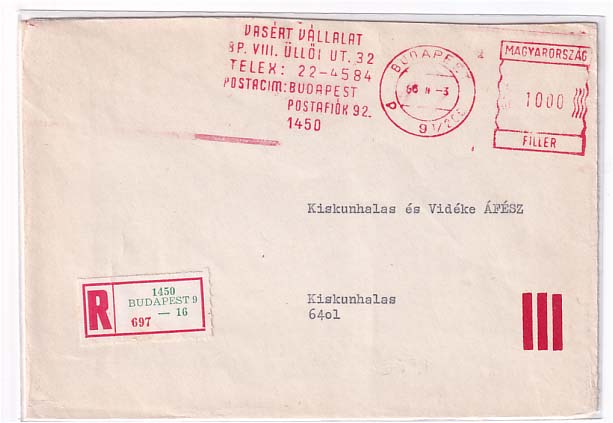 VASÉRT VÁLLALAT
BP. VIII. ÜLLŐI UT. 32
TELEX: 22-4584
POSTACIM: BUDAPEST
POSTAFIÓK 92.
1450
BUDAPEST
MAGYARORSZÁG
1000
FILLÉR
Kiskunhalas és Vidéke ÁFÉSZ
Kiskunhalas
64ol
R
1450
BUDAPEST 9
— 16
697